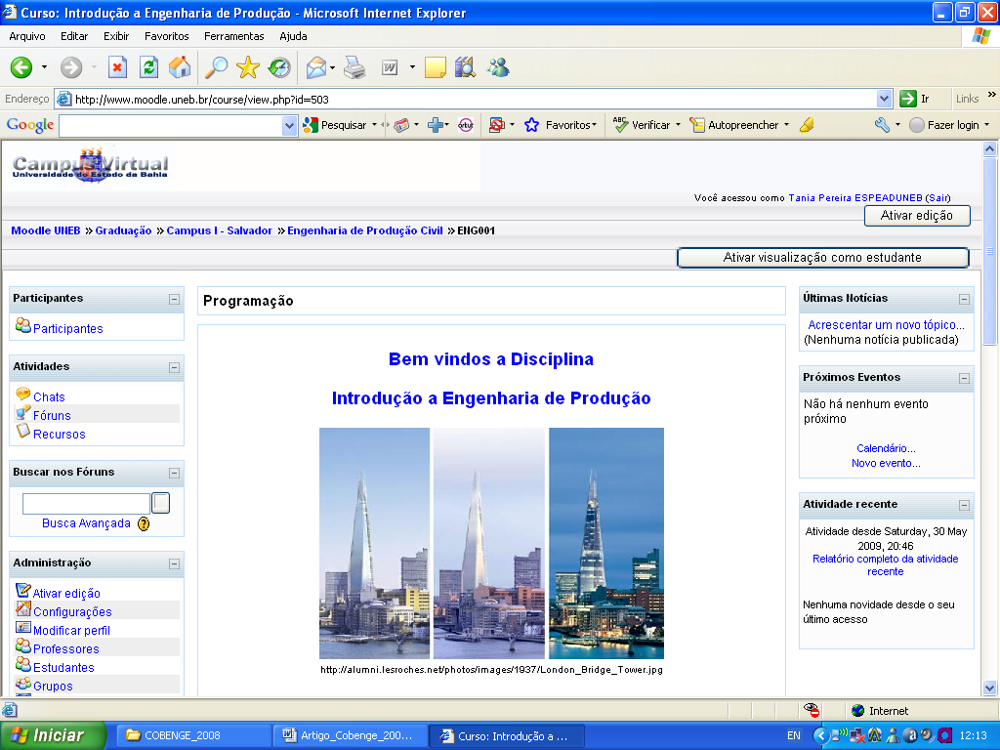 Curso: Introdução a Engenharia de Produção - Microsoft Internet Explorer
Arquivo Editar Exibir Favoritos Ferramentas Ajuda
Endereço http://www.moodle.uneb.br/course/view.php?id=503 Ir Links »
Google Pesquisar Favoritos ABC Verificar Autopreencher Fazer login
Campus Virtual
Universidade do Estado da Bahia
Você acessou como Tania Pereira ESPEADUNEB (Sair)
Ativar edição
Moodle UNEB » Graduação » Campus I - Salvador » Engenharia de Produção Civil » ENG001
Ativar visualização como estudante
Participantes
Participantes
Atividades
Chats
Fóruns
Recursos
Buscar nos Fóruns
Busca Avançada ?
Administração
Ativar edição
Configurações
Modificar perfil
Professores
Estudantes
Grupos
Programação
Bem vindos a Disciplina
Introdução a Engenharia de Produção
http://alumni.lesroches.net/photos/images/1937/London_Bridge_Tower.jpg
Últimas Notícias
Acrescentar um novo tópico...
(Nenhuma notícia publicada)
Próximos Eventos
Não há nenhum evento
próximo
Calendário...
Novo evento...
Atividade recente
Atividade desde Saturday, 30 May
2009, 20:46
Relatório completo da atividade
recente
Nenhuma novidade desde o seu
último acesso
Internet
Iniciar COBENGE_2008 Artigo_Cobenge_200... Curso: Introdução a ... EN 12:13